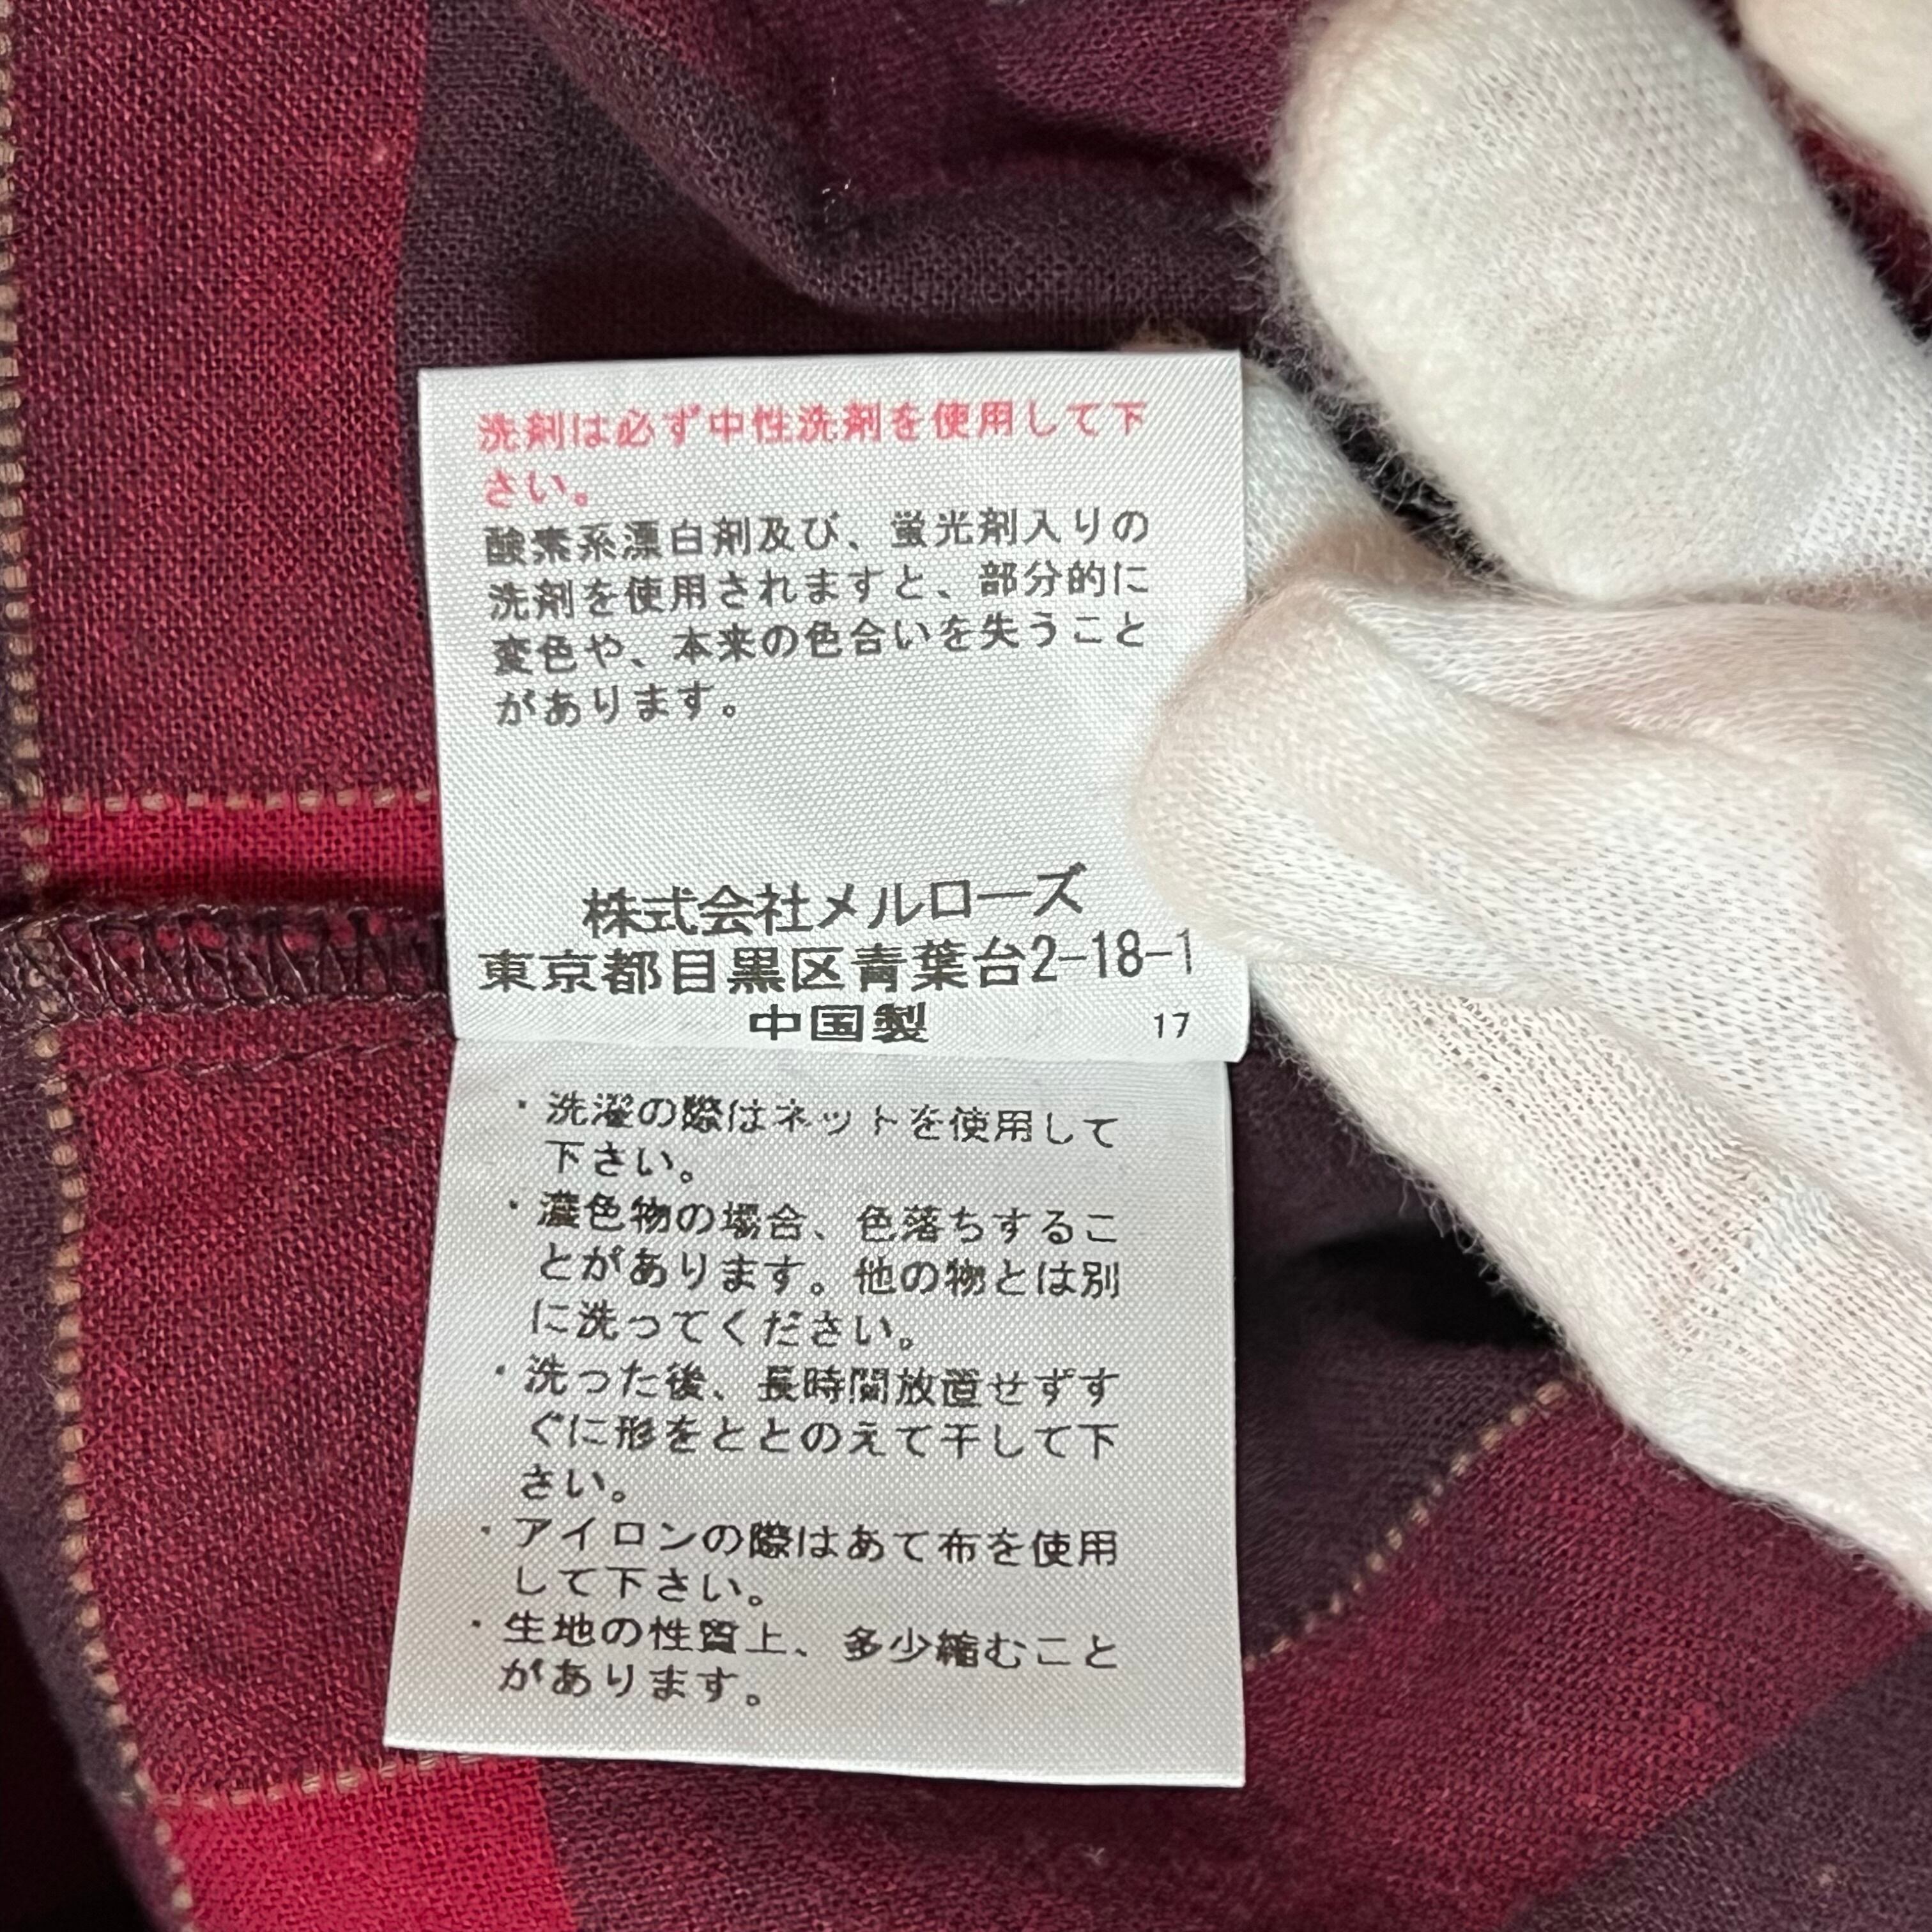 洗剤は必ず中性洗剤を使用して下
さい。
酸素系漂白剤及び、蛍光剤入りの
洗剤を使用されますと、部分的に
変色や、本来の色合いを失うこと
があります。
株式会社メルローズ
東京都目黒区青葉台2-18-1
中国製 17
・洗濯の際はネットを使用して
下さい。
・濃色物の場合、色落ちするこ
とがあります。他の物とは別
に洗ってください。
・洗った後、長時間放置せずす
ぐに形をととのえて干して下
さい。
・アイロンの際はあて布を使用
して下さい。
・生地の性質上、多少縮むこと
があります。